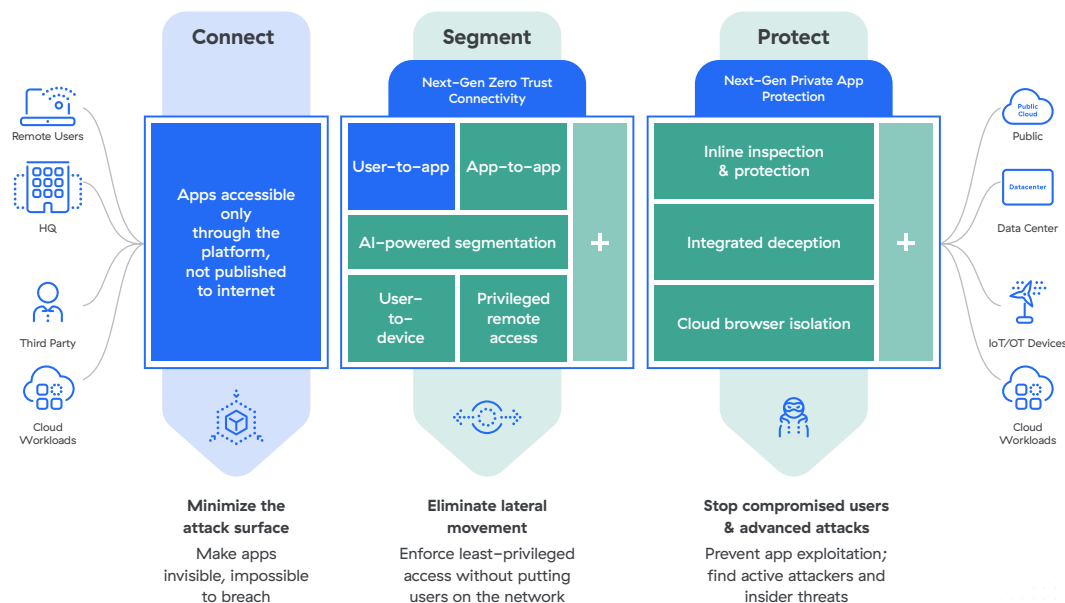 Connect
Segment
Protect
Next-Gen Zero Trust
Connectivity
Next-Gen Private App
Protection
Remote Users
HQ
Third Party
Cloud
Workloads
Apps accessible
only
through the
platform,
not published
to internet
User-to-app
App-to-app
AI-powered segmentation
User-
to-
device
Privileged
remote
access
+
Inline inspection
& protection
Integrated deception
Cloud browser isolation
+
Public
Cloud
Public
Datacenter
Data Center
IoT/OT Devices
Cloud
Workloads
Minimize the
attack surface
Make apps
invisible, impossible
to breach
Eliminate lateral
movement
Enforce least-privileged
access without putting
users on the network
Stop compromised users
& advanced attacks
Prevent app exploitation;
find active attackers and
insider threats